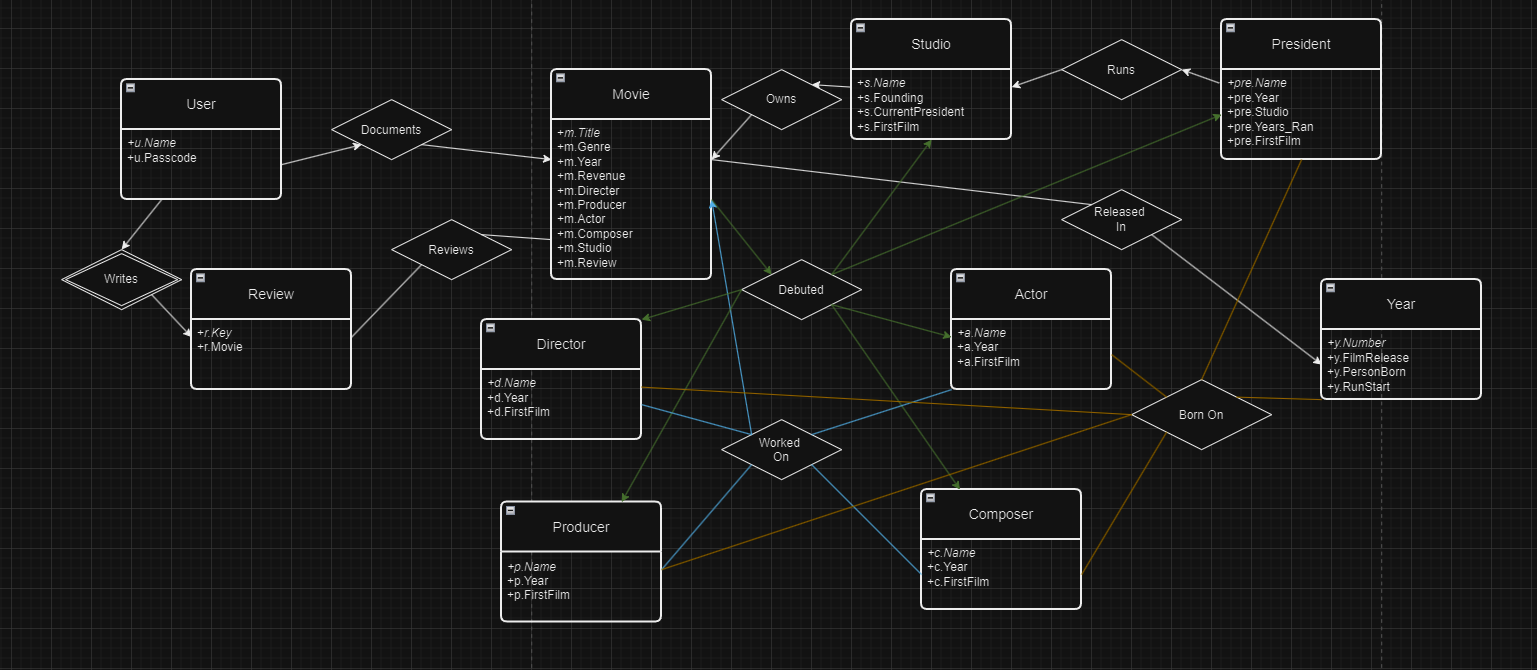 User
+u.Name
+u.Passcode
Documents
Writes
Review
+r.Key
+r.Movie
Reviews
Movie
+m.Title
+m.Genre
+m.Year
+m.Revenue
+m.Directer
+m.Producer
+m.Actor
+m.Composer
+m.Studio
+m.Review
Owns
Studio
+s.Name
+s.Founding
+s.CurrentPresident
+s.FirstFilm
Runs
President
+pre.Name
+pre.Year
+pre.Studio
+pre.Years_Ran
+pre.FirstFilm
Released
In
Debuted
Director
+d.Name
+d.Year
+d.FirstFilm
Actor
+a.Name
+a.Year
+a.FirstFilm
Year
+y.Number
+y.FilmRelease
+y.PersonBorn
+y.RunStart
Worked
On
Born On
Producer
+p.Name
+p.Year
+p.FirstFilm
Composer
+c.Name
+c.Year
+c.FirstFilm